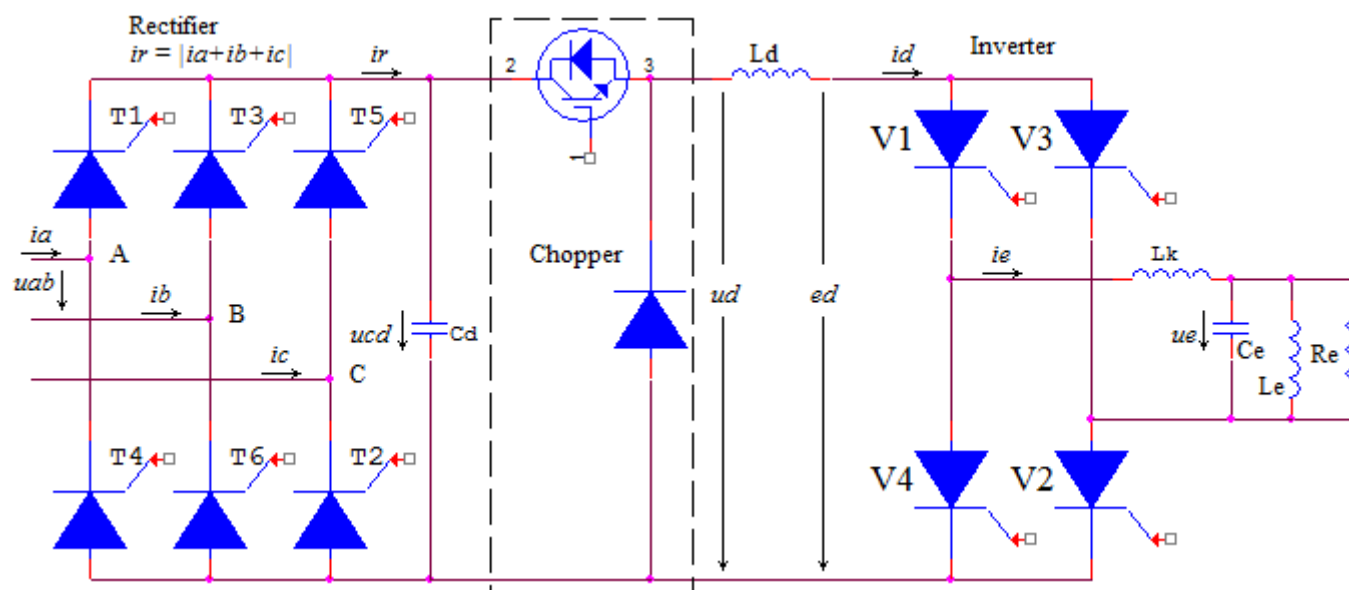 Rectifier
ir = |ia+ib+ic|
ir
2
3
Ld
id
Inverter
T1
T3
T5
1
V1
V3
ia
A
uab
ib
B
ic
C
ucd
Cd
Chopper
ud
ed
ie
Lk
ue
Ce
Le
Re
T4
T6
T2
V4
V2